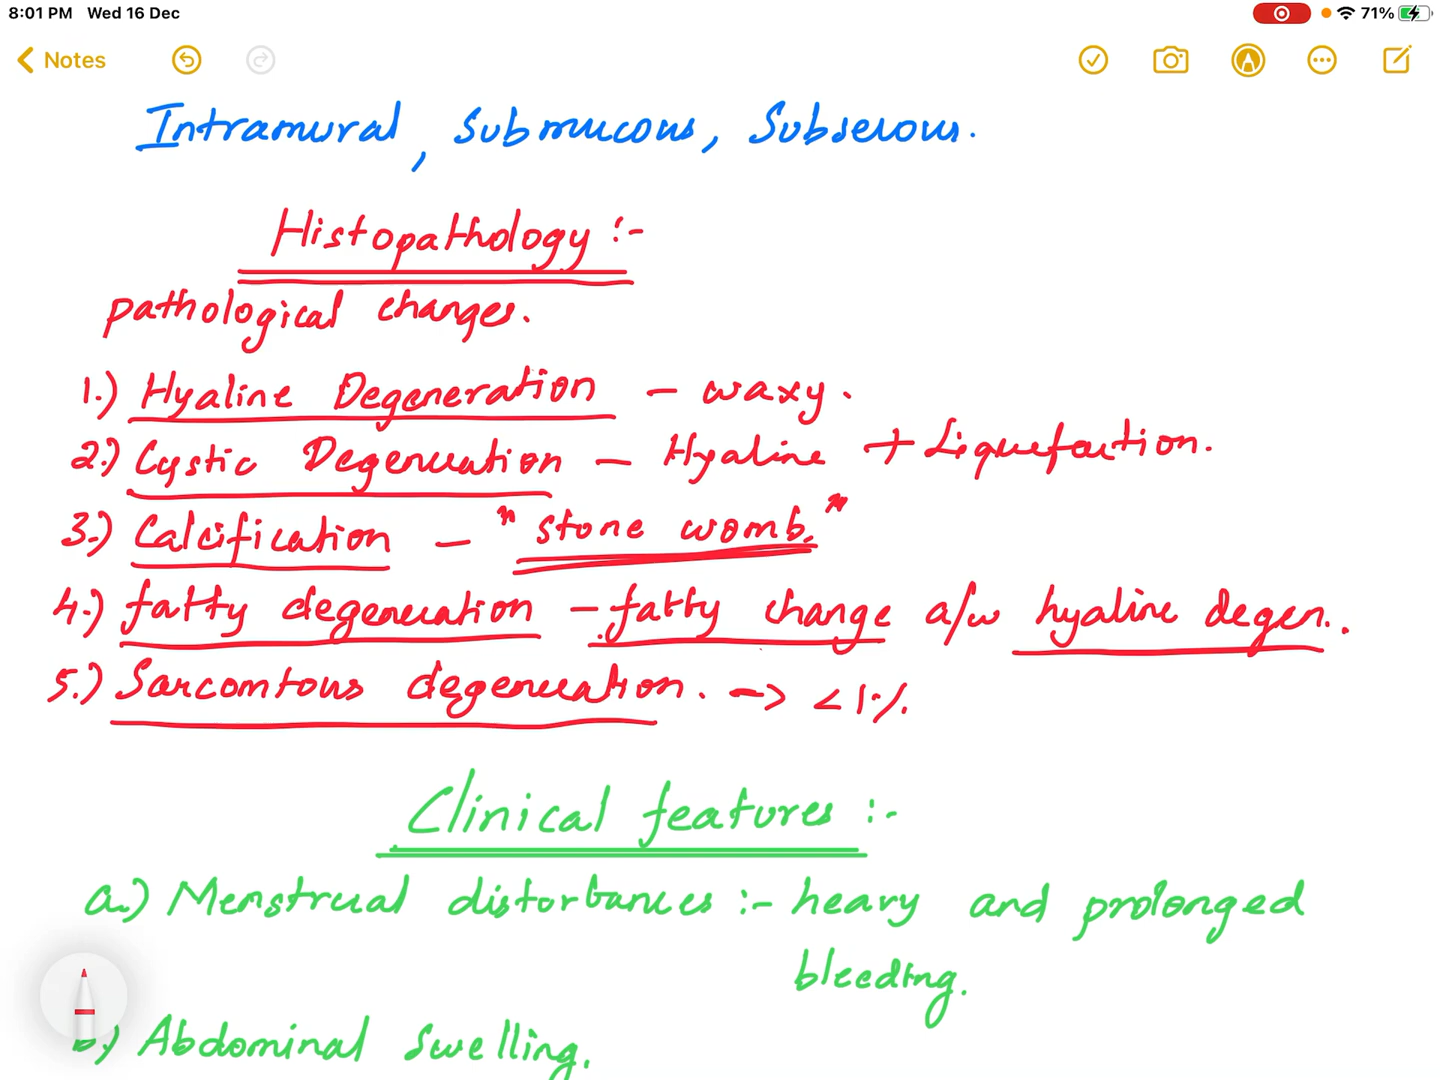 8:01 PM Wed 16 Dec 71%
Notes
Intramural, Submucous, Subserous.
Histopathology :-
pathological changes.
1.) Hyaline Degeneration - waxy.
2.) Cystic Degeneration - Hyaline + Liquefaction.
3.) Calcification - "stone womb."
4.) fatty degeneration - fatty change a/w hyaline degen..
5.) Sarcomtous degeneration. -> <1%.
Clinical features :-
a.) Menstrual disturbances :- heavy and prolonged
bleeding.
b.) Abdominal swelling.